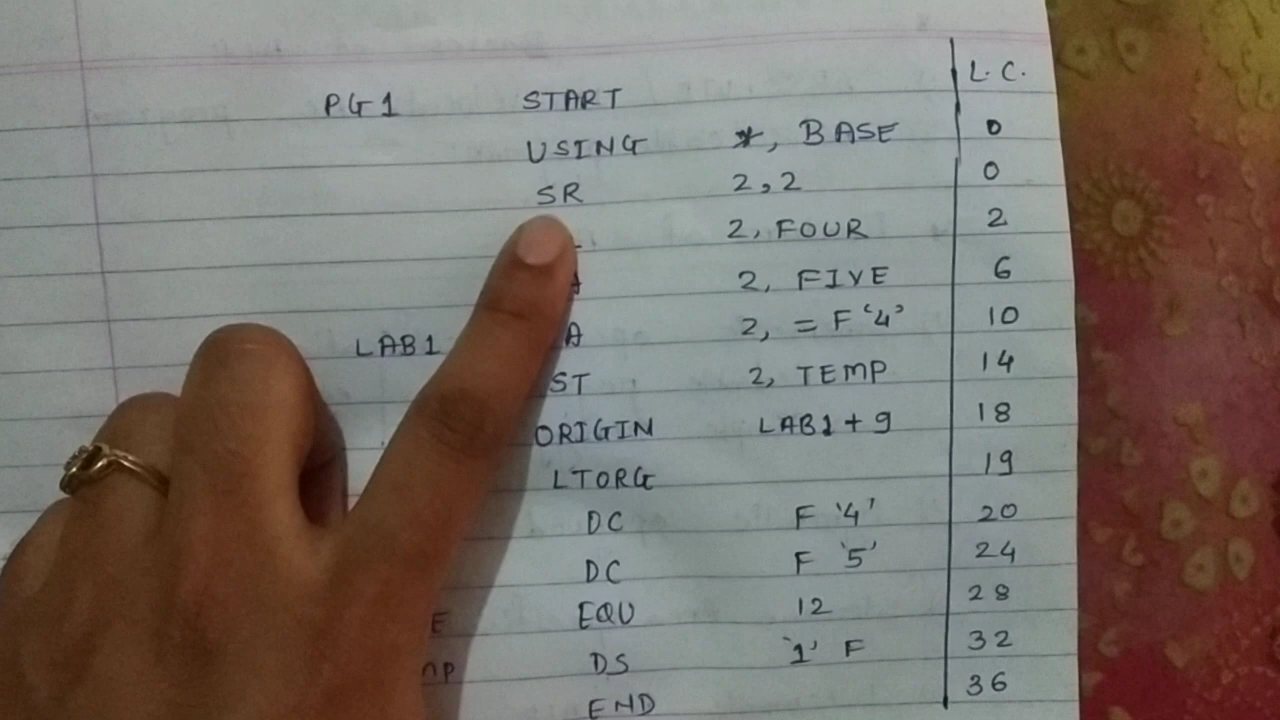 L.C.
PG1 START
USING *, BASE 0
SR 2,2 0
2, FOUR 2
2, FIVE 6
LAB1 A 2, = F '4' 10
ST 2, TEMP 14
ORIGIN LAB1+9 18
LTORG 19
DC F '4' 20
DC F '5' 24
E EQU 12 28
MP DS '1' F 32
END 36